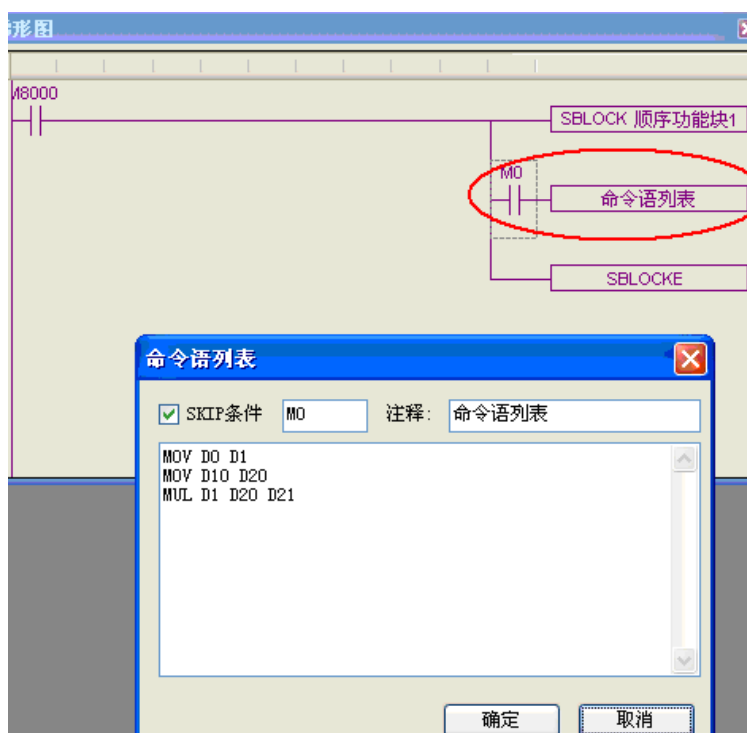 形图
M8000
SBLOCK 顺序功能块1
M0
命令语列表
SBLOCKE
命令语列表
SKIP条件 M0 注释: 命令语列表
MOV D0 D1
MOV D10 D20
MUL D1 D20 D21
确定 取消